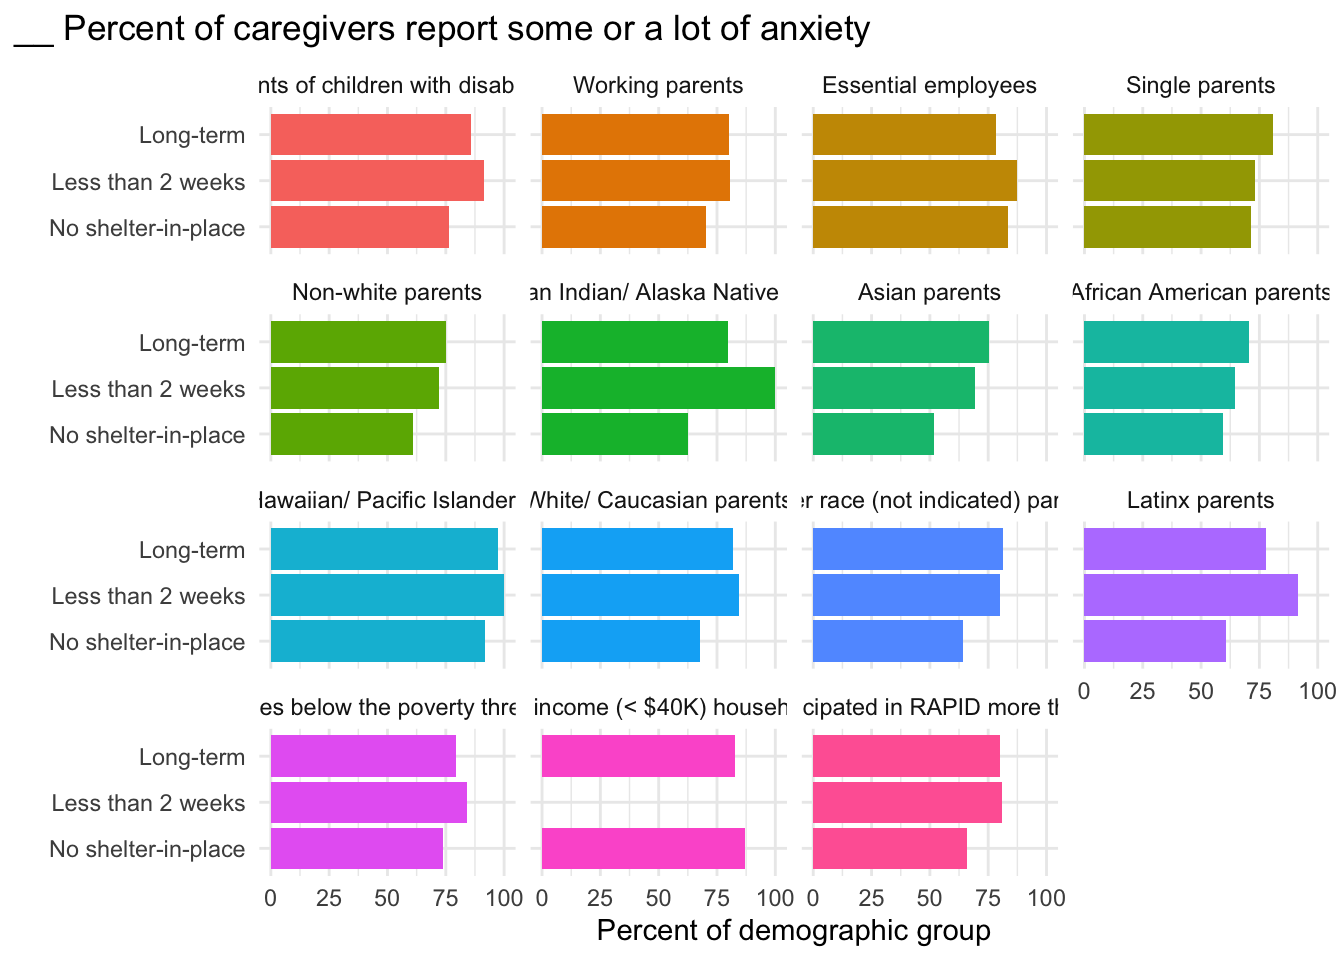 __ Percent of caregivers report some or a lot of anxiety
nts of children with disab
Working parents
Essential employees
Single parents
Long-term
Less than 2 weeks
No shelter-in-place
Non-white parents
an Indian/ Alaska Native
Asian parents
African American parents
Long-term
Less than 2 weeks
No shelter-in-place
Hawaiian/ Pacific Islander
White/ Caucasian parents
er race (not indicated) par
Latinx parents
Long-term
Less than 2 weeks
No shelter-in-place
0 25 50 75 100
es below the poverty thre
income (< $40K) househ
cipated in RAPID more th
Long-term
Less than 2 weeks
No shelter-in-place
0 25 50 75 100
0 25 50 75 100
0 25 50 75 100
Percent of demographic group